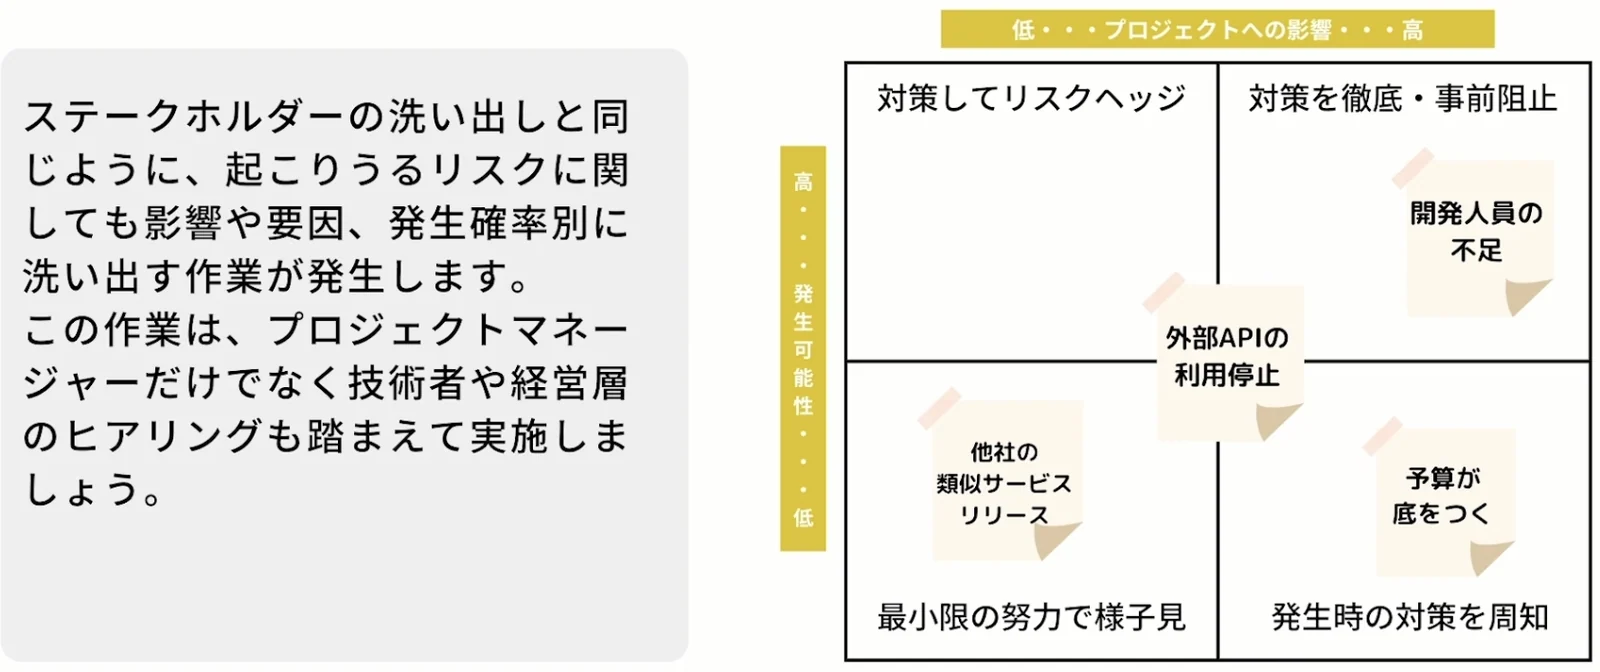 ステークホルダーの洗い出しと同
じように、起こりうるリスクに関
しても影響や要因、発生確率別に
洗い出す作業が発生します。
この作業は、プロジェクトマネー
ジャーだけでなく技術者や経営層
のヒアリングも踏まえて実施しま
しょう。
低・・・プロジェクトへの影響・・・高
高・・・発生可能性・・・低
対策してリスクヘッジ
対策を徹底・事前阻止
開発人員の
不足
外部APIの
利用停止
他社の
類似サービス
リリース
予算が
底をつく
最小限の努力で様子見
発生時の対策を周知